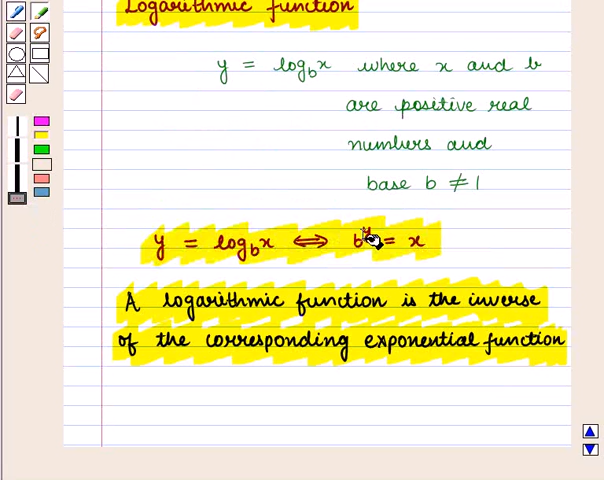 Logarithmic function
y = log_b x where x and b
are positive real
numbers and
base b ≠ 1
y = log_b x ⇔ b^y = x
A logarithmic function is the inverse
of the corresponding exponential function